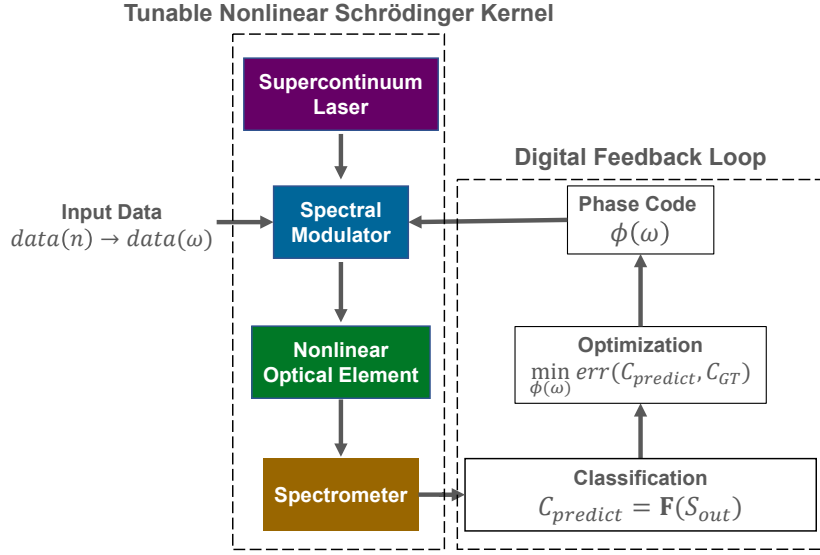 Tunable Nonlinear Schrödinger Kernel
Supercontinuum
Laser
Digital Feedback Loop
Input Data
data(n) → data(ω)
Spectral
Modulator
Phase Code
ϕ(ω)
Nonlinear
Optical Element
Optimization
min err(C_predict, C_GT)
ϕ(ω)
Spectrometer
Classification
C_predict = F(S_out)